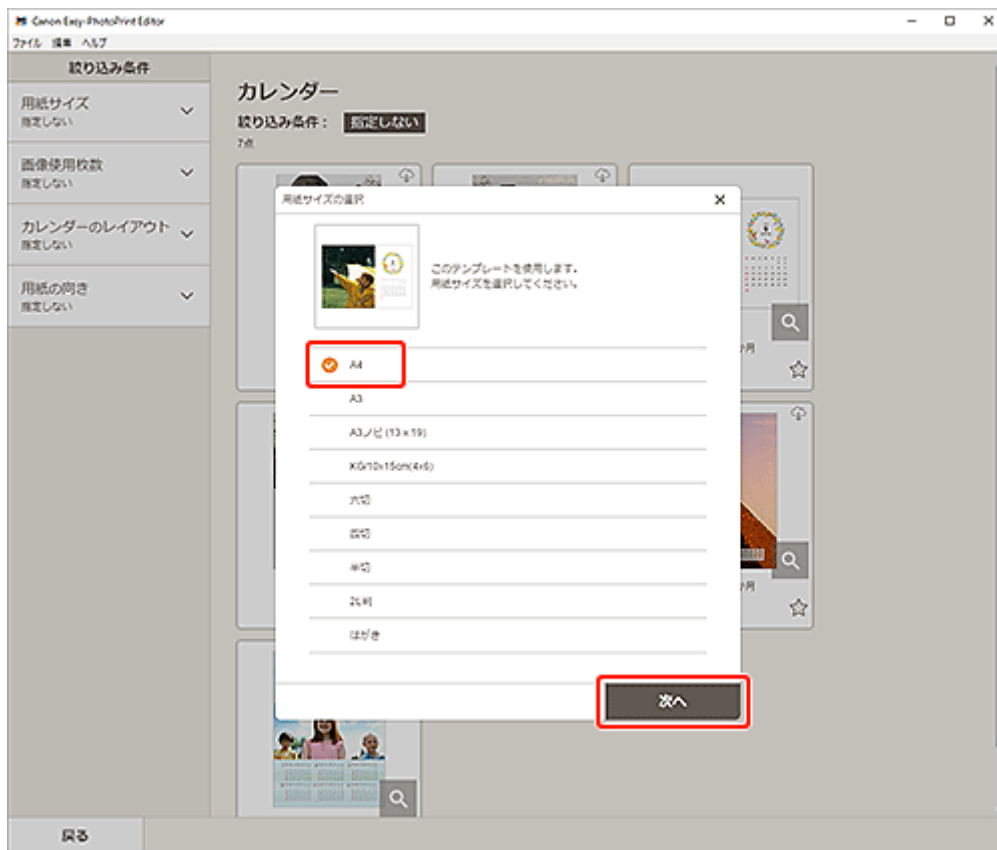 Canon Easy-PhotoPrint Editor
ファイル 編集 ヘルプ
絞り込み条件
用紙サイズ
指定しない
画像使用枚数
指定しない
カレンダーのレイアウト
指定しない
用紙の向き
指定しない
カレンダー
絞り込み条件： 指定しない
7点
用紙サイズの選択
このテンプレートを使用します。
用紙サイズを選択してください。
A4
A3
A3ノビ (13 x 19)
KG/10x15cm(4x6)
六切
四切
半切
2L判
はがき
次へ
戻る